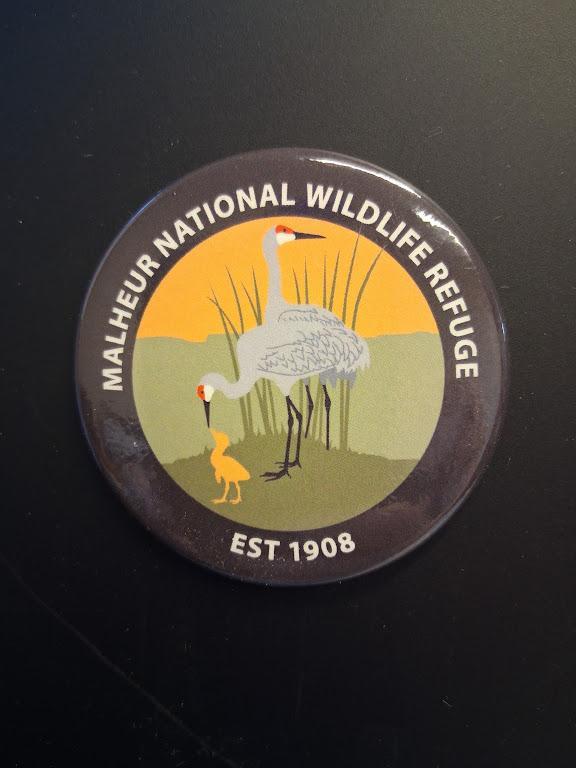 MALHEUR NATIONAL WILDLIFE REFUGE
EST 1908